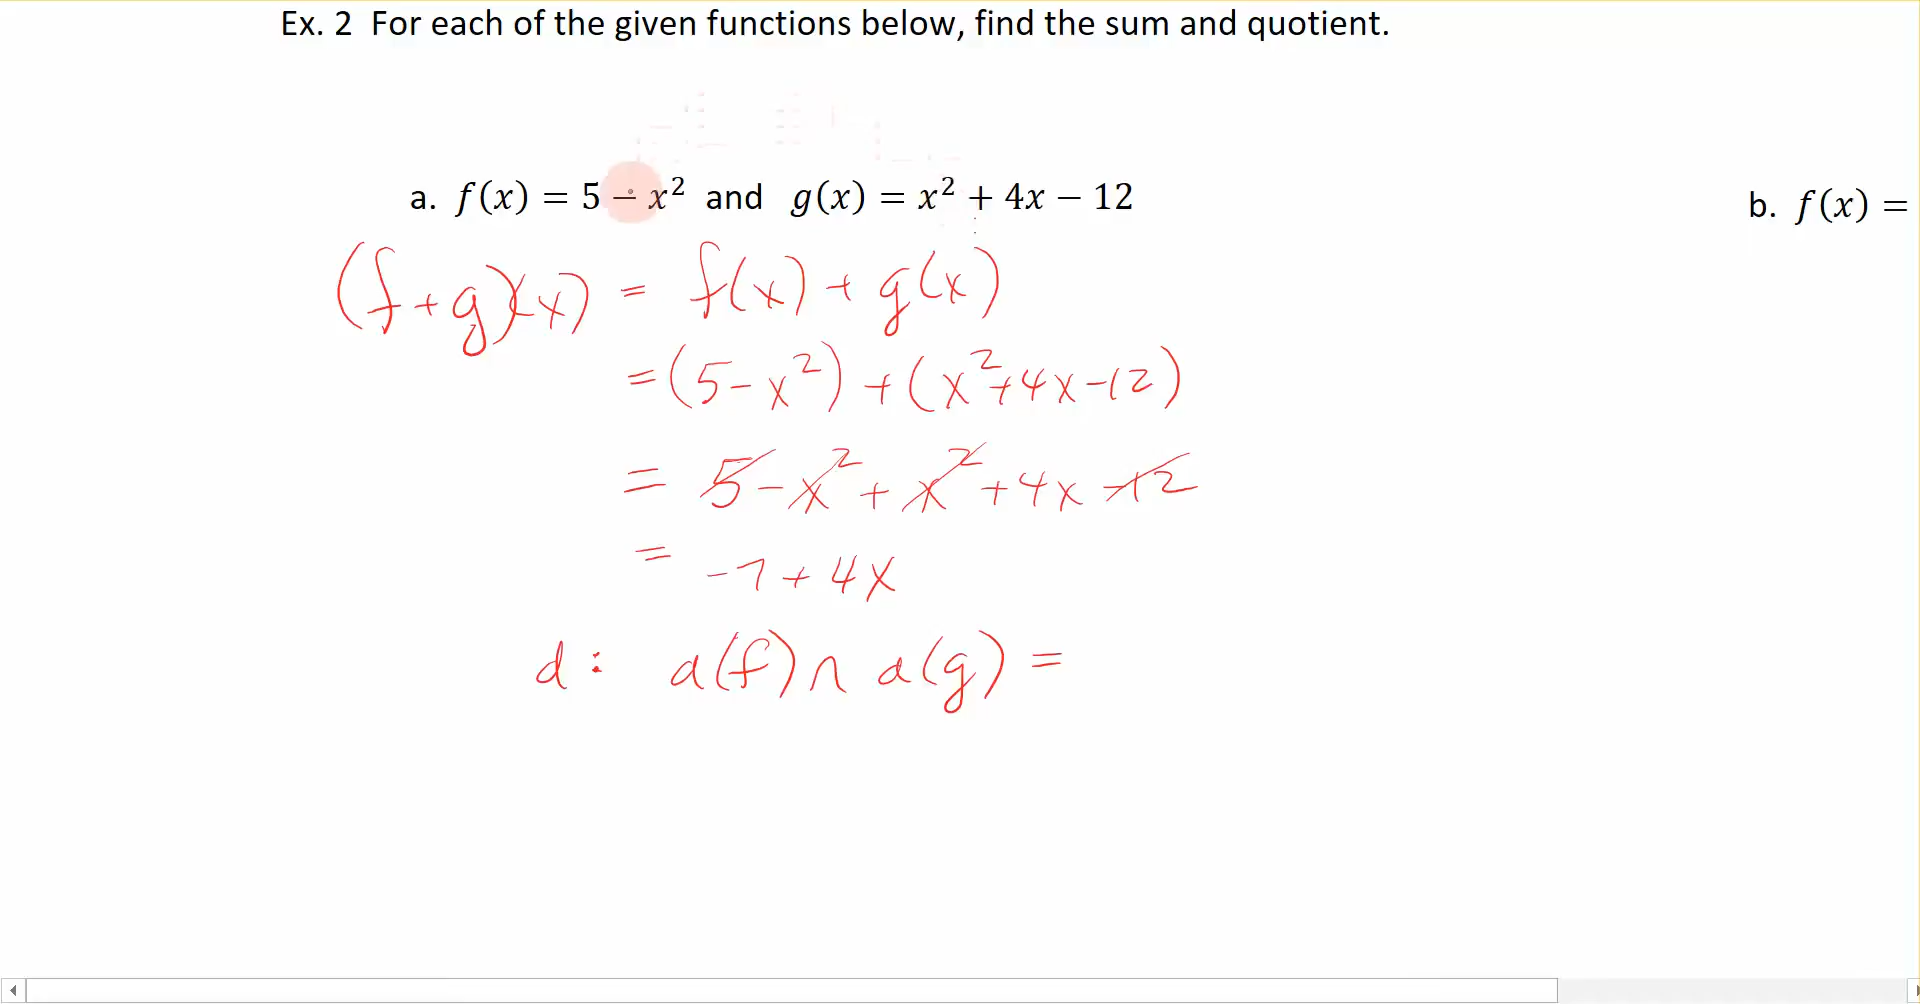 Ex. 2 For each of the given functions below, find the sum and quotient.
a. f(x) = 5 − x² and g(x) = x² + 4x − 12
b. f(x) =
(f+g)(x) = f(x) + g(x)
= (5 - x²) + (x² + 4x - 12)
= 5 - x² + x² + 4x - 12
= -7 + 4x
d: d(f) ∩ d(g) =